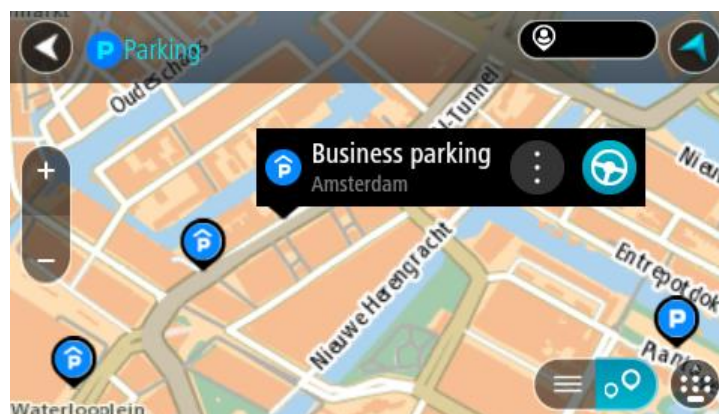 P Parking
Oudeschans
J-Tunnel
Business parking
Amsterdam
P
P
Nieuwe Herengracht
Entrepotdok
P
P
Waterlooplein